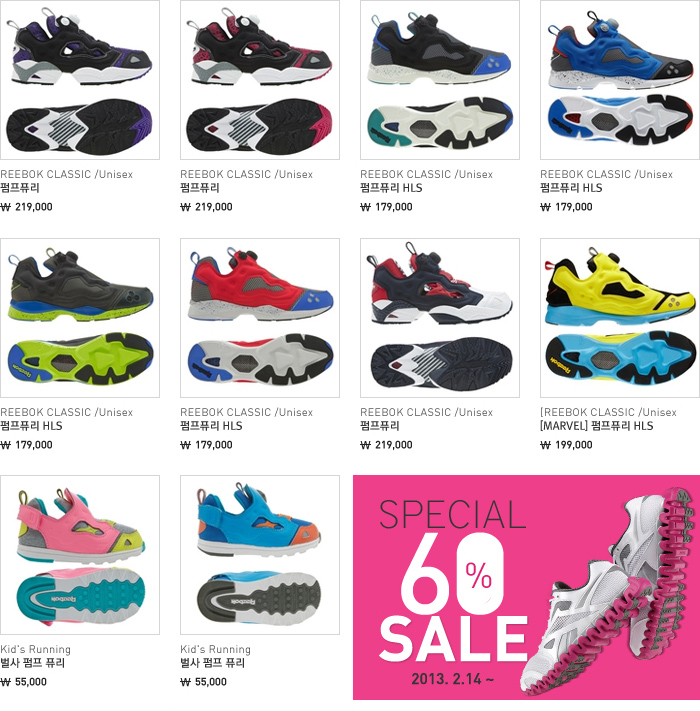 REEBOK CLASSIC /Unisex
펌프퓨리
₩ 219,000
REEBOK CLASSIC /Unisex
펌프퓨리
₩ 219,000
REEBOK CLASSIC /Unisex
펌프퓨리 HLS
₩ 179,000
REEBOK CLASSIC /Unisex
펌프퓨리 HLS
₩ 179,000
REEBOK CLASSIC /Unisex
펌프퓨리 HLS
₩ 179,000
REEBOK CLASSIC /Unisex
펌프퓨리 HLS
₩ 179,000
REEBOK CLASSIC /Unisex
펌프퓨리
₩ 219,000
[REEBOK CLASSIC /Unisex
[MARVEL] 펌프퓨리 HLS
₩ 199,000
Reebok
Reebok
Kid's Running
벌사 펌프 퓨리
₩ 55,000
Kid's Running
벌사 펌프 퓨리
₩ 55,000
SPECIAL
60%
SALE
2013. 2.14 ~